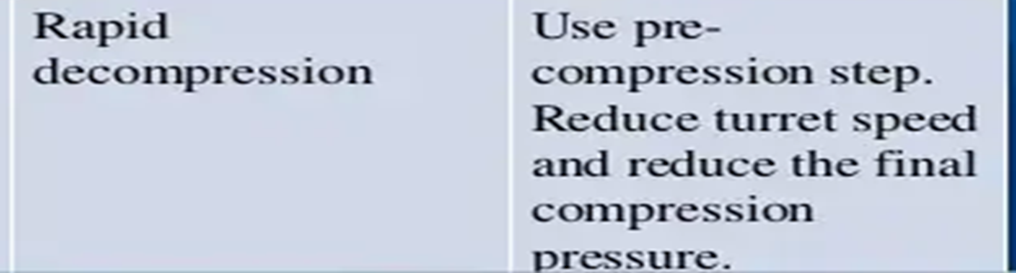 Rapid
decompression
Use pre-
compression step.
Reduce turret speed
and reduce the final
compression
pressure.